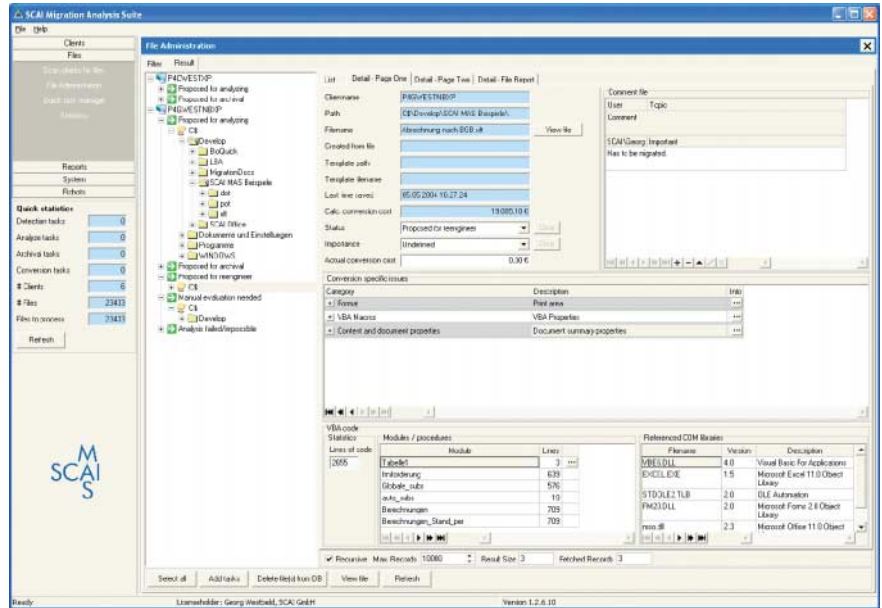 SCAI Migration Analysis Suite
File Help
Clients
Files
File Administration
Reports
System
Robots
Quick statistics
Detection tasks 0
Analyze tasks 0
Archival tasks 0
Conversion tasks 0
# Clients 6
# Files 23433
Files to process 23433
Refresh
M
SCAI
S
File Administration
Filter Result
P4GWESTXP
Proposed for analyzing
Proposed for archival
P4GWESTNBXP
Proposed for analyzing
C$
Develop
BoQuick
LBA
MigrationDocs
SCAI MAS Beispiele
dot
pot
xlt
SCAI Office
Dokumente und Einstellungen
Programme
WINDOWS
Proposed for archival
Proposed for reengineer
C$
Manual evaluation needed
C$
Develop
Analysis failed/impossible
List Detail - Page One Detail - Page Two Detail - File Report
Clientname P4GWESTNBXP
Path C$\Develop\SCAI MAS Beispiele\
Filename Abrechnung nach BGB.xlt View file
Created from file
Template path
Template filename
Last time saved 05.05.2004 16:27:24
Calc. conversion cost 19.085,10 €
Status Proposed for reengineer Clear
Importance Undefined Clear
Actual conversion cost 0,00 €
Comment file
User Topic
Comment
SCAI\Georg Important
Has to be migrated.
Conversion specific issues
Category Description Into
Format Print area
VBA Macros VBA Properties
Content and document properties Document summary properties
VBA code
Statistics
Lines of code
2655
Modules / procedures
Module Lines
Tabelle1 3
639
Globale_subs 576
auto_subs 19
Berechnungen 709
Berechnungen_Stand_per 709
Referenced COM libraries
Filename Version Description
VBE6.DLL 4.0 Visual Basic For Applications
EXCEL.EXE 1.5 Microsoft Excel 11.0 Object Library
STDOLE2.TLB 2.0 OLE Automation
FM20.DLL 2.0 Microsoft Forms 2.0 Object Library
mso.dll 2.3 Microsoft Office 11.0 Object
Recursive Max. Records 10000 Result Size 3 Fetched Records 3
Select all Add tasks Delete file(s) from DB View file Refresh
Ready Licenseholder : Georg Westbeld, SCAI GmbH Version 1.2.6.10